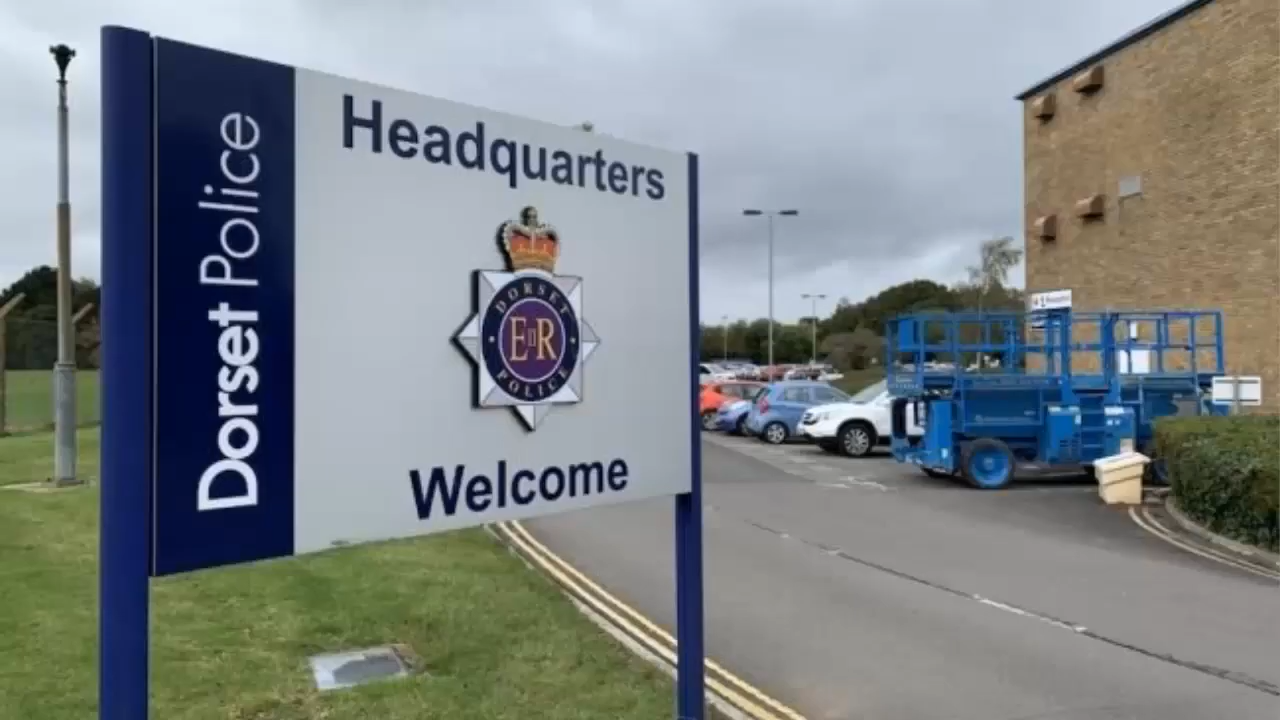 Dorset Police
Headquarters
DORSET
EIIR
POLICE
Welcome